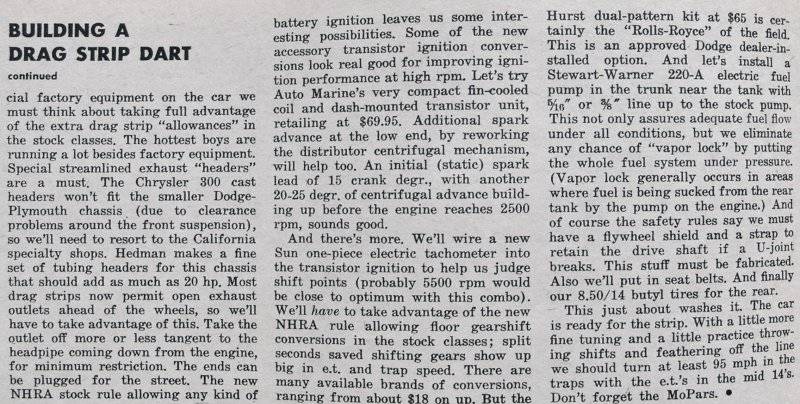 BUILDING A
DRAG STRIP DART
continued
cial factory equipment on the car we
must think about taking full advantage
of the extra drag strip “allowances” in
the stock classes. The hottest boys are
running a lot besides factory equipment.
Special streamlined exhaust “headers”
are a must. The Chrysler 300 cast
headers won’t fit the smaller Dodge-
Plymouth chassis (due to clearance
problems around the front suspension),
so we’ll need to resort to the California
specialty shops. Hedman makes a fine
set of tubing headers for this chassis
that should add as much as 20 hp. Most
drag strips now permit open exhaust
outlets ahead of the wheels, so we’ll
have to take advantage of this. Take the
outlet off more or less tangent to the
headpipe coming down from the engine,
for minimum restriction. The ends can
be plugged for the street. The new
NHRA stock rule allowing any kind of
battery ignition leaves us some inter-
esting possibilities. Some of the new
accessory transistor ignition conver-
sions look real good for improving igni-
tion performance at high rpm. Let’s try
Auto Marine’s very compact fin-cooled
coil and dash-mounted transistor unit,
retailing at $69.95. Additional spark
advance at the low end, by reworking
the distributor centrifugal mechanism,
will help too. An initial (static) spark
lead of 15 crank degr., with another
20-25 degr. of centrifugal advance build-
ing up before the engine reaches 2500
rpm, sounds good.
And there’s more. We’ll wire a new
Sun one-piece electric tachometer into
the transistor ignition to help us judge
shift points (probably 5500 rpm would
be close to optimum with this combo).
We’ll have to take advantage of the new
NHRA rule allowing floor gearshift
conversions in the stock classes; split
seconds saved shifting gears show up
big in e.t. and trap speed. There are
many available brands of conversions,
ranging from about $18 on up. But the
Hurst dual-pattern kit at $65 is cer-
tainly the “Rolls-Royce” of the field.
This is an approved Dodge dealer-in-
stalled option. And let’s install a
Stewart-Warner 220-A electric fuel
pump in the trunk near the tank with
5/16″ or 3/8″ line up to the stock pump.
This not only assures adequate fuel flow
under all conditions, but we eliminate
any chance of “vapor lock” by putting
the whole fuel system under pressure.
(Vapor lock generally occurs in areas
where fuel is being sucked from the rear
tank by the pump on the engine.) And
of course the safety rules say we must
have a flywheel shield and a strap to
retain the drive shaft if a U-joint
breaks. This stuff must be fabricated.
Also we’ll put in seat belts. And finally
our 8.50/14 butyl tires for the rear.
This just about washes it. The car
is ready for the strip. With a little more
fine tuning and a little practice throw-
ing shifts and feathering off the line
we should turn at least 95 mph in the
traps with the e.t.’s in the mid 14’s.
Don’t forget the MoPars. •